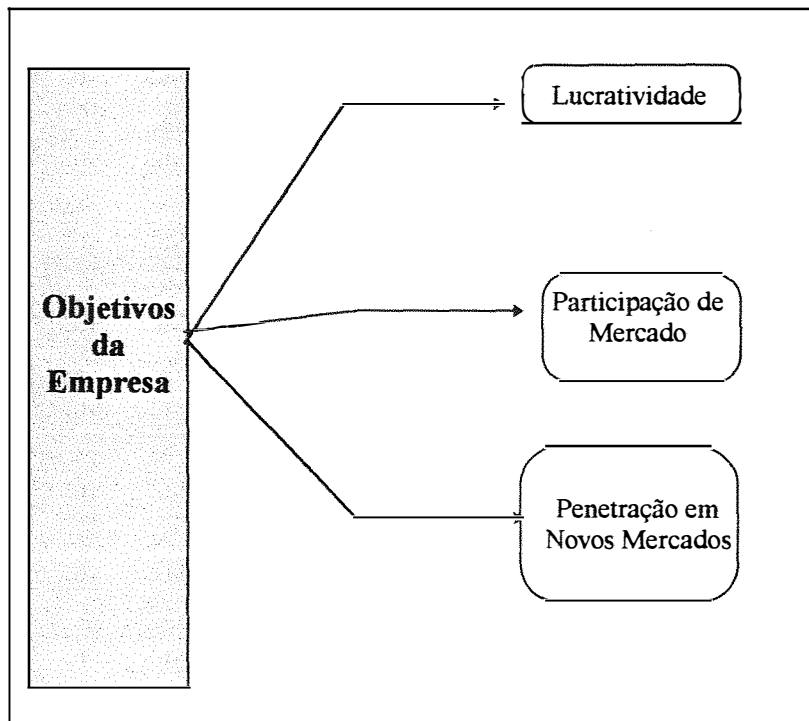 Objetivos
da
Empresa
Lucratividade
Participação de
Mercado
Penetração em
Novos Mercados